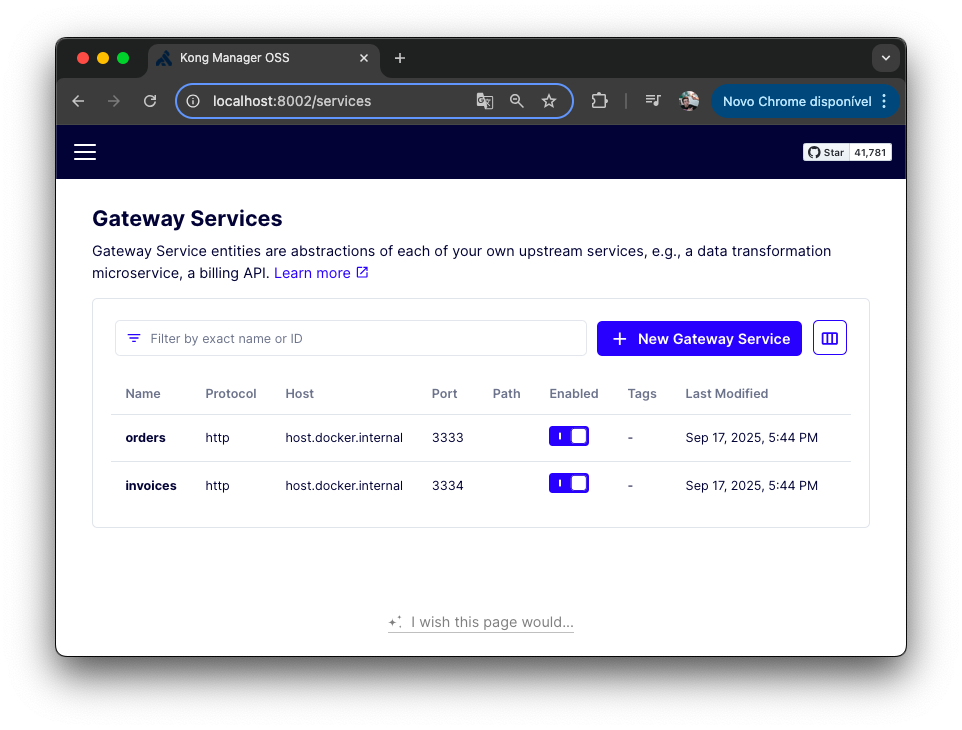 Kong Manager OSS
localhost:8002/services
Novo Chrome disponível
Star 41,781
Gateway Services
Gateway Service entities are abstractions of each of your own upstream services, e.g., a data transformation
microservice, a billing API. Learn more
Filter by exact name or ID
New Gateway Service
Name Protocol Host Port Path Enabled Tags Last Modified
orders http host.docker.internal 3333 - Sep 17, 2025, 5:44 PM
invoices http host.docker.internal 3334 - Sep 17, 2025, 5:44 PM
I wish this page would...